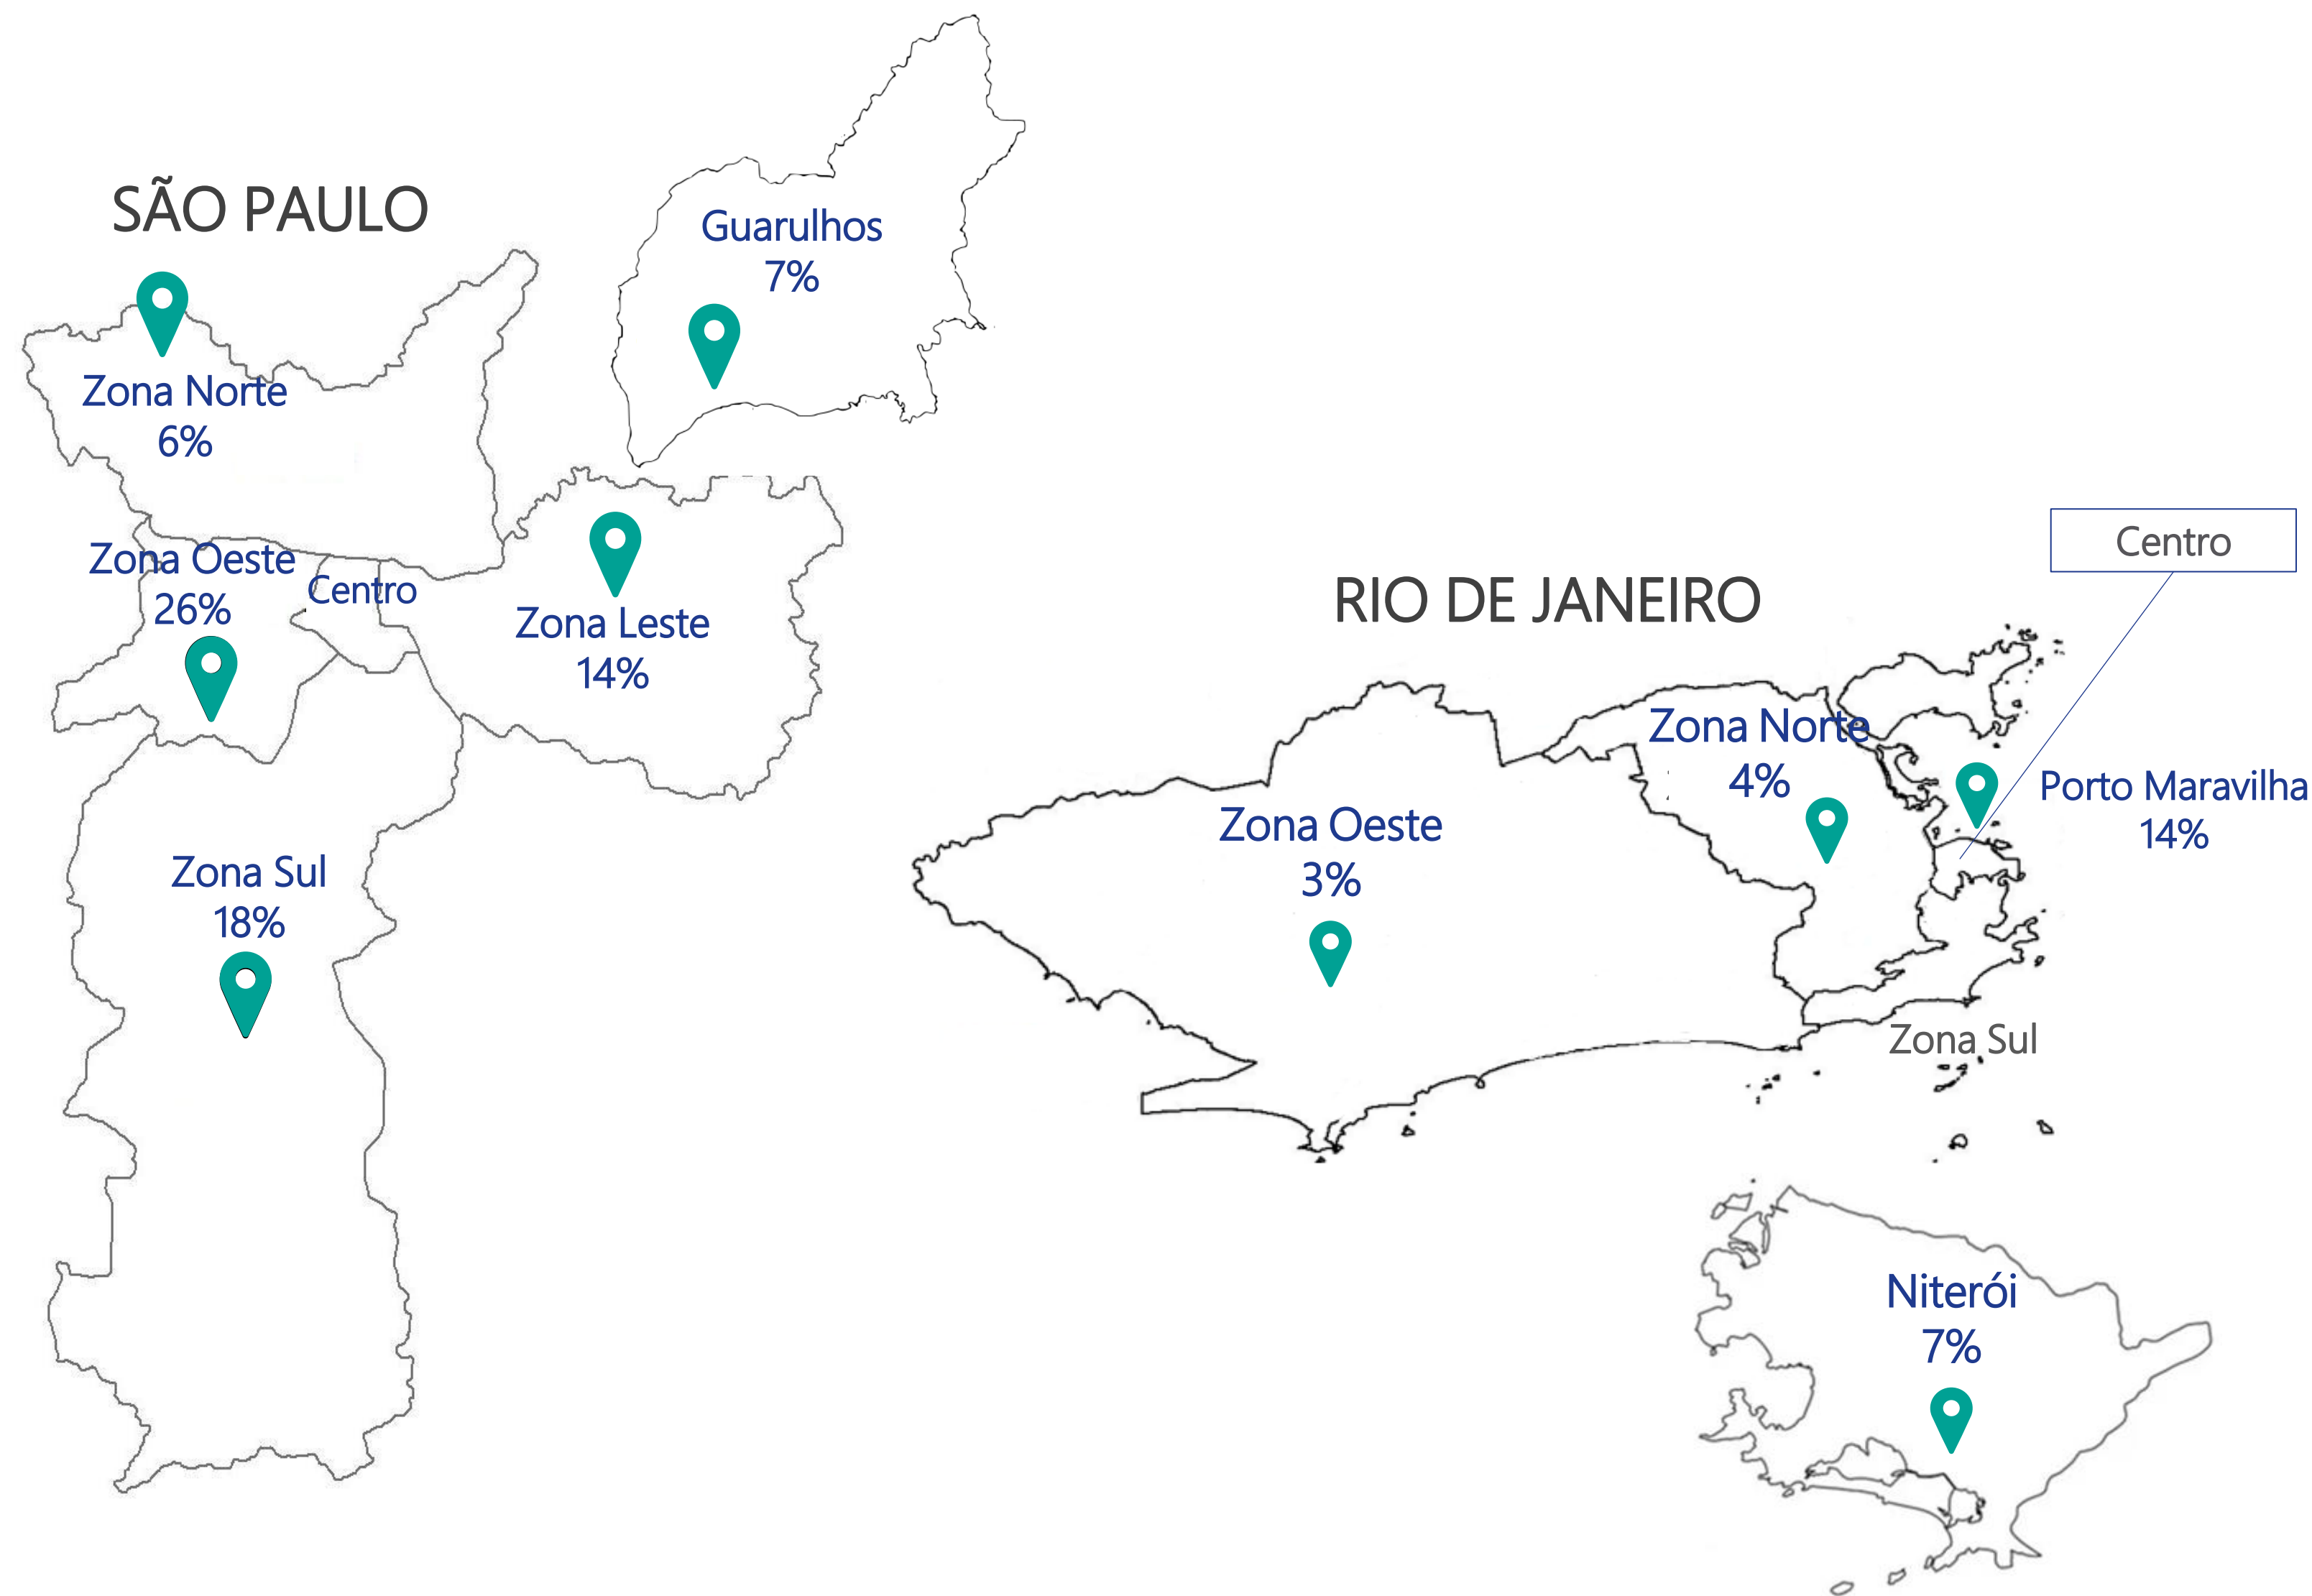 SÃO PAULO
Guarulhos
7%
Zona Norte
6%
Zona Oeste
26%
Centro
Zona Leste
14%
Zona Sul
18%
RIO DE JANEIRO
Centro
Zona Norte
4%
Porto Maravilha
14%
Zona Oeste
3%
Zona Sul
Niterói
7%